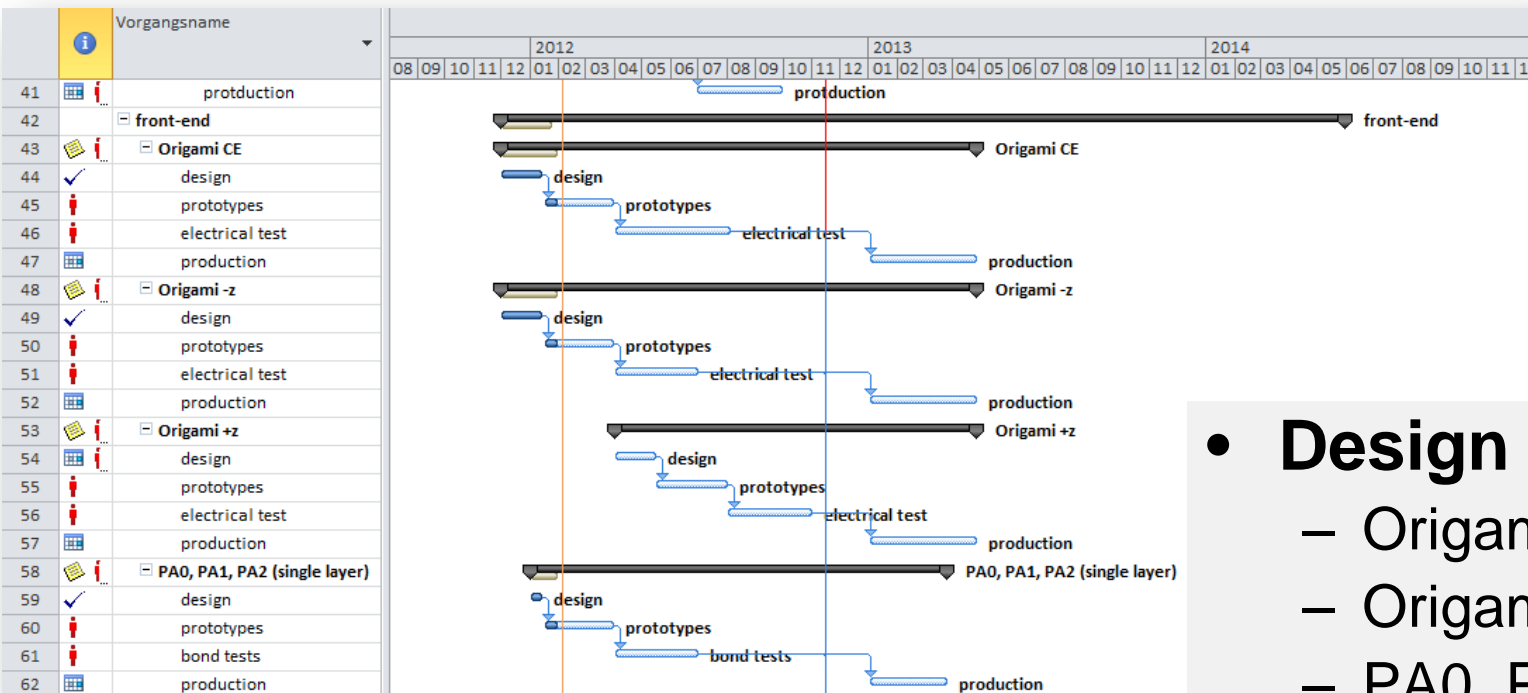 Vorgangsname
2012 2013 2014
08 09 10 11 12 01 02 03 04 05 06 07 08 09 10 11 12 01 02 03 04 05 06 07 08 09 10 11 12 01 02 03 04 05 06 07 08 09 10 11 1
41 protduction protduction
42 front-end front-end
43 Origami CE Origami CE
44 design design
45 prototypes prototypes
46 electrical test electrical test
47 production production
48 Origami -z Origami -z
49 design design
50 prototypes prototypes
51 electrical test electrical test
52 production production
53 Origami +z Origami +z
54 design design
55 prototypes prototypes
56 electrical test electrical test
57 production production
58 PA0, PA1, PA2 (single layer) PA0, PA1, PA2 (single layer)
59 design design
60 prototypes prototypes
61 bond tests bond tests
62 production production
• Design
– Origam
– Origam
– PA0, P